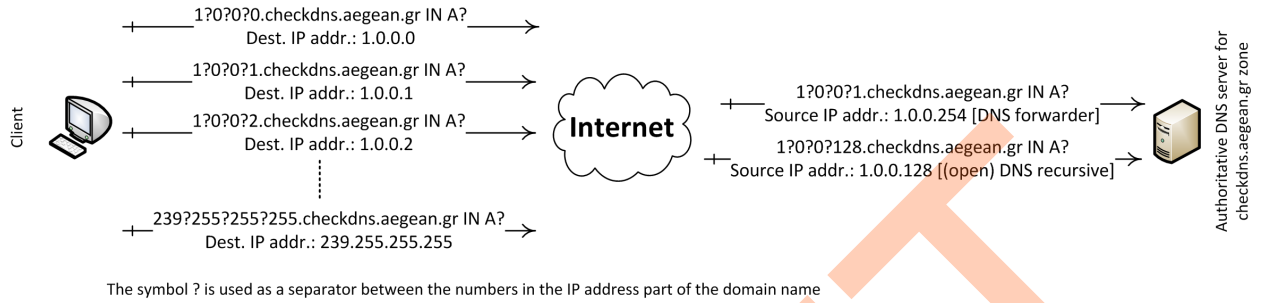 1?0?0?0.checkdns.aegean.gr IN A?
Dest. IP addr.: 1.0.0.0
1?0?0?1.checkdns.aegean.gr IN A?
Dest. IP addr.: 1.0.0.1
1?0?0?2.checkdns.aegean.gr IN A?
Dest. IP addr.: 1.0.0.2
239?255?255?255.checkdns.aegean.gr IN A?
Dest. IP addr.: 239.255.255.255
Client
Internet
1?0?0?1.checkdns.aegean.gr IN A?
Source IP addr.: 1.0.0.254 [DNS forwarder]
1?0?0?128.checkdns.aegean.gr IN A?
Source IP addr.: 1.0.0.128 [(open) DNS recursive]
Authoritative DNS server for
checkdns.aegean.gr zone
The symbol ? is used as a separator between the numbers in the IP address part of the domain name